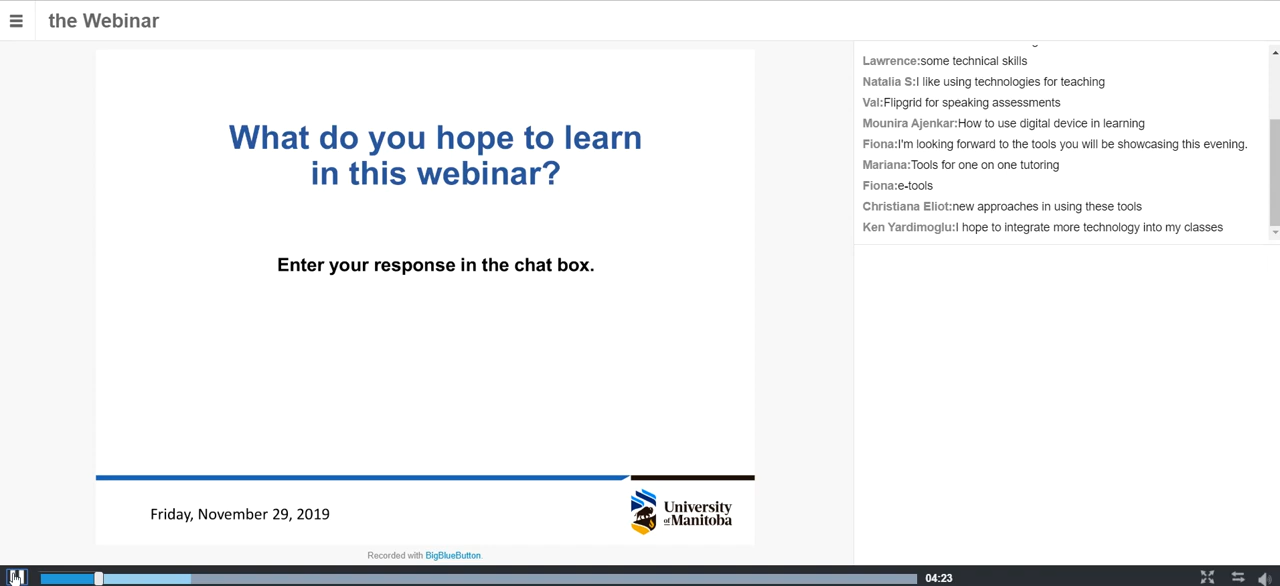 the Webinar
What do you hope to learn
in this webinar?
Enter your response in the chat box.
Friday, November 29, 2019
University
of Manitoba
Recorded with BigBlueButton.
Lawrence:some technical skills
Natalia S:I like using technologies for teaching
Val:Flipgrid for speaking assessments
Mounira Ajenkar:How to use digital device in learning
Fiona:I'm looking forward to the tools you will be showcasing this evening.
Mariana:Tools for one on one tutoring
Fiona:e-tools
Christiana Eliot:new approaches in using these tools
Ken Yardimoglu:I hope to integrate more technology into my classes
04:23